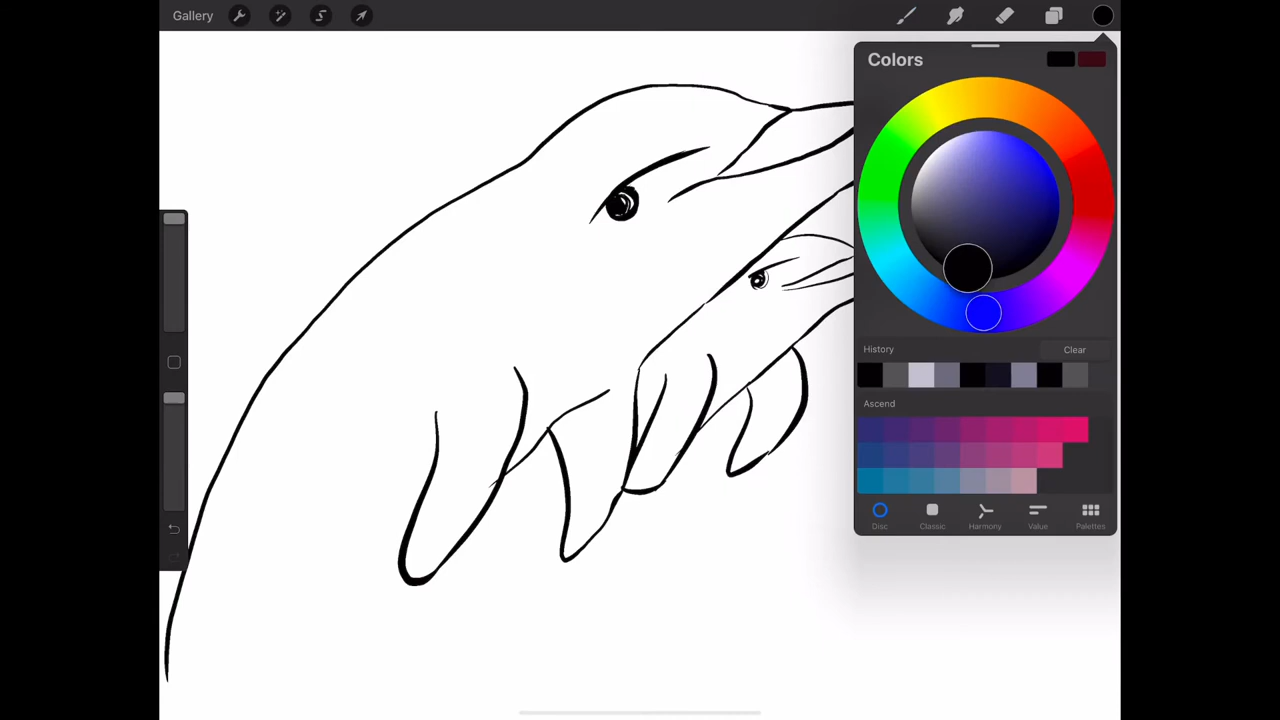 Gallery
Colors
History
Clear
Ascend
Disc
Classic
Harmony
Value
Palettes